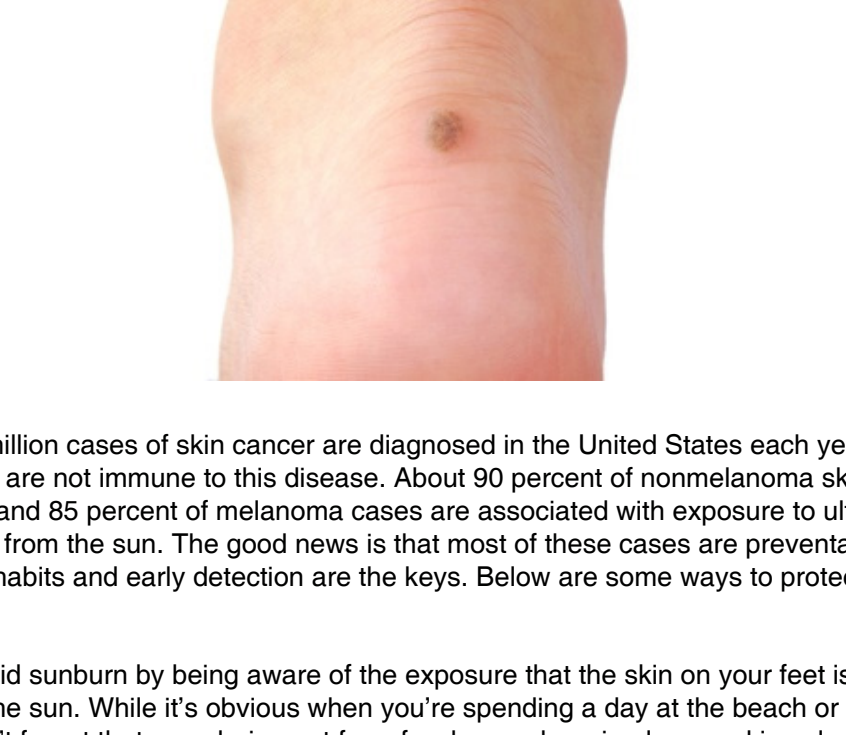 million cases of skin cancer are diagnosed in the United States each ye
are not immune to this disease. About 90 percent of nonmelanoma sk
and 85 percent of melanoma cases are associated with exposure to ul
from the sun. The good news is that most of these cases are preventa
habits and early detection are the keys. Below are some ways to prote
id sunburn by being aware of the exposure that the skin on your feet is
he sun. While it’s obvious when you’re spending a day at the beach or